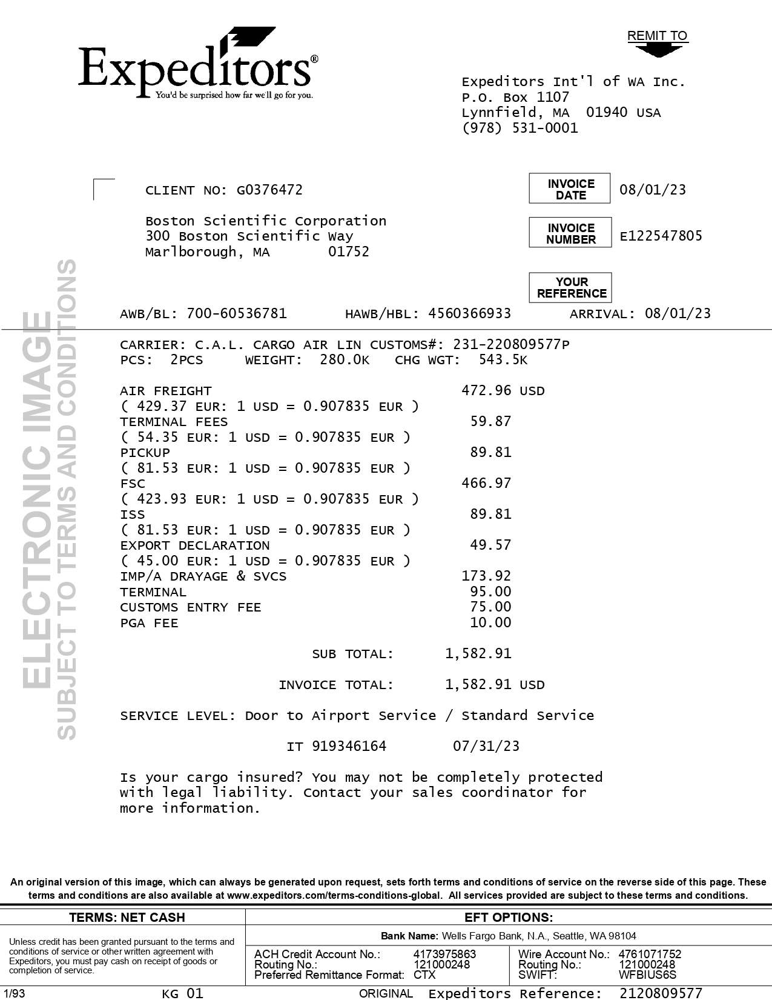 Expeditors®
You'd be surprised how far we'll go for you.
REMIT TO
Expeditors Int'l of WA Inc.
P.O. Box 1107
Lynnfield, MA 01940 USA
(978) 531-0001
CLIENT NO: G0376472
INVOICE DATE 08/01/23
Boston Scientific Corporation
300 Boston Scientific Way
Marlborough, MA 01752
INVOICE NUMBER E122547805
YOUR REFERENCE
AWB/BL: 700-60536781 HAWB/HBL: 4560366933 ARRIVAL: 08/01/23
CARRIER: C.A.L. CARGO AIR LIN CUSTOMS#: 231-220809577P
PCS: 2PCS WEIGHT: 280.0K CHG WGT: 543.5K
AIR FREIGHT 472.96 USD
( 429.37 EUR: 1 USD = 0.907835 EUR )
TERMINAL FEES 59.87
( 54.35 EUR: 1 USD = 0.907835 EUR )
PICKUP 89.81
( 81.53 EUR: 1 USD = 0.907835 EUR )
FSC 466.97
( 423.93 EUR: 1 USD = 0.907835 EUR )
ISS 89.81
( 81.53 EUR: 1 USD = 0.907835 EUR )
EXPORT DECLARATION 49.57
( 45.00 EUR: 1 USD = 0.907835 EUR )
IMP/A DRAYAGE & SVCS 173.92
TERMINAL 95.00
CUSTOMS ENTRY FEE 75.00
PGA FEE 10.00
SUB TOTAL: 1,582.91
INVOICE TOTAL: 1,582.91 USD
SERVICE LEVEL: Door to Airport Service / Standard Service
IT 919346164 07/31/23
Is your cargo insured? You may not be completely protected
with legal liability. Contact your sales coordinator for
more information.
ELECTRONIC IMAGE
SUBJECT TO TERMS AND CONDITIONS
An original version of this image, which can always be generated upon request, sets forth terms and conditions of service on the reverse side of this page. These
terms and conditions are also available at www.expeditors.com/terms-conditions-global. All services provided are subject to these terms and conditions.
TERMS: NET CASH
Unless credit has been granted pursuant to the terms and
conditions of service or other written agreement with
Expeditors, you must pay cash on receipt of goods or
completion of service.
EFT OPTIONS:
Bank Name: Wells Fargo Bank, N.A., Seattle, WA 98104
ACH Credit Account No.: 4173975863
Routing No.: 121000248
Preferred Remittance Format: CTX
Wire Account No.: 4761071752
Routing No.: 121000248
SWIFT: WFBIUS6S
1/93 KG 01 ORIGINAL Expeditors Reference: 2120809577